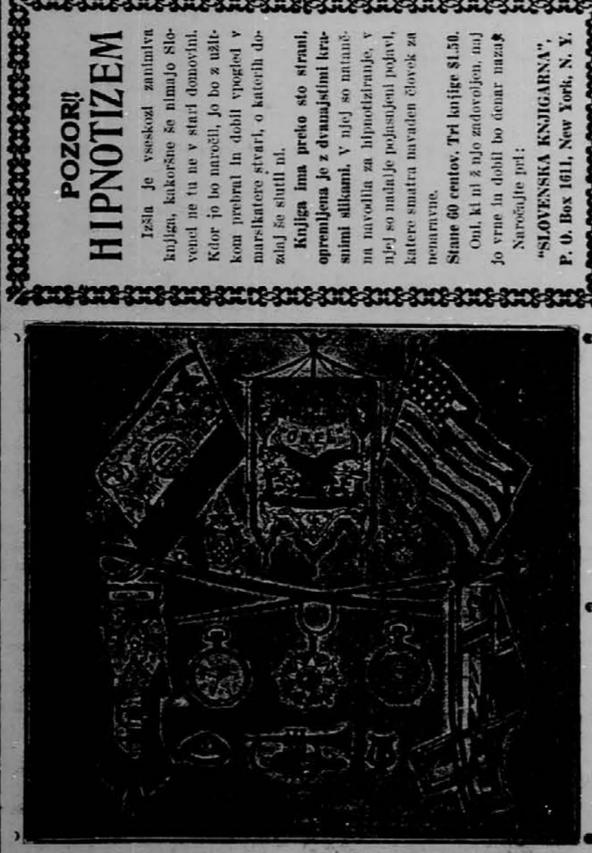 POZOR!
HIPNOTIZEM
Izšla je vseskozi zanimiva
knjiga, kakoršne še nimajo Slo-
venci ne tu ne v stari domovini.
Kdor jo bo naročil, jo bo z užit-
kom prebral in dobil vpogled v
marsikatere stvari, o katerih do-
zdaj še slutil ni.
Knjiga ima preko sto strani,
opremljena je z dvanajstimi kra-
snimi slikami. V njej so natanč-
na navodila za hipnotiziranje, v
njej so nadalje pojasnjeni pojavi,
katere smatra navaden človek za
nenaravne.
Stane 60 centov. Tri knjige $1.50.
Oni, ki ni ž njo zadovoljen, naj
jo vrne in dobil bo denar nazaj.
Naročajte pri:
"SLOVENSKA KNJIGARNA",
P. O. Box 1611, New York, N. Y.
OREL